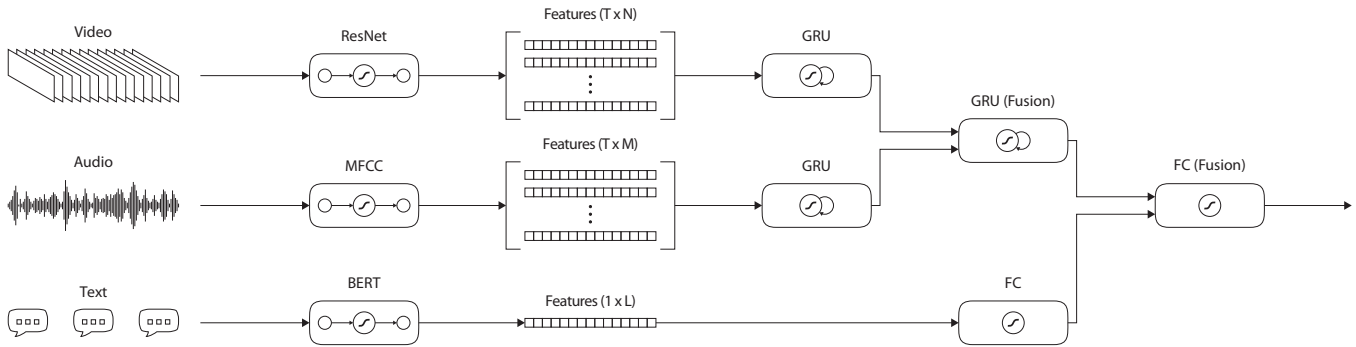 Video
ResNet
Features (T x N)
GRU
GRU (Fusion)
Audio
MFCC
Features (T x M)
GRU
FC (Fusion)
Text
BERT
Features (1 x L)
FC